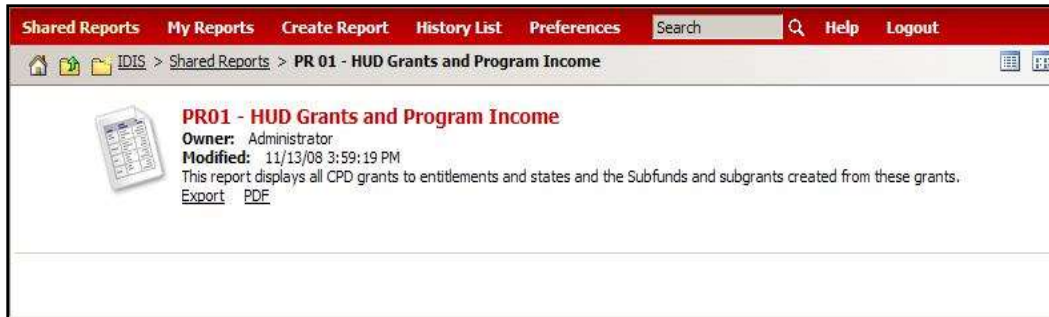 Shared Reports My Reports Create Report History List Preferences Search Help Logout
IDIS > Shared Reports > PR 01 - HUD Grants and Program Income
PR01 - HUD Grants and Program Income
Owner: Administrator
Modified: 11/13/08 3:59:19 PM
This report displays all CPD grants to entitlements and states and the Subfunds and subgrants created from these grants.
Export PDF